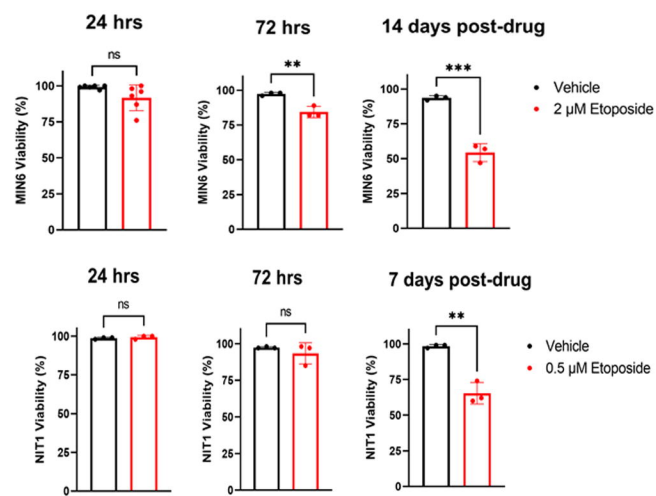 24 hrs
72 hrs
14 days post-drug
ns
**
***
Vehicle
2 µM Etoposide
MIN6 Viability (%)
100
75
50
25
0
MIN6 Viability (%)
100
75
50
25
0
MIN6 Viability (%)
100
75
50
25
0
24 hrs
72 hrs
7 days post-drug
ns
ns
**
Vehicle
0.5 µM Etoposide
NIT1 Viability (%)
100
75
50
25
0
NIT1 Viability (%)
100
75
50
25
0
NIT1 Viability (%)
100
75
50
25
0